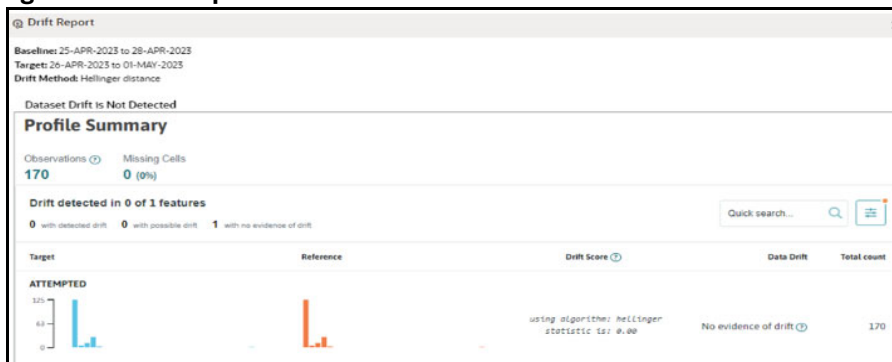 Drift Report
Baseline: 25-APR-2023 to 28-APR-2023
Target: 26-APR-2023 to 01-MAY-2023
Drift Method: Hellinger distance
Dataset Drift is Not Detected
Profile Summary
Observations Missing Cells
170 0 (0%)
Drift detected in 0 of 1 features
0 with detected drift 0 with possible drift 1 with no evidence of drift
Quick search...
Target Reference Drift Score Data Drift Total count
ATTEMPTED
125
63
0
using algorithm: hellinger
statistic is: 0.00
No evidence of drift
170